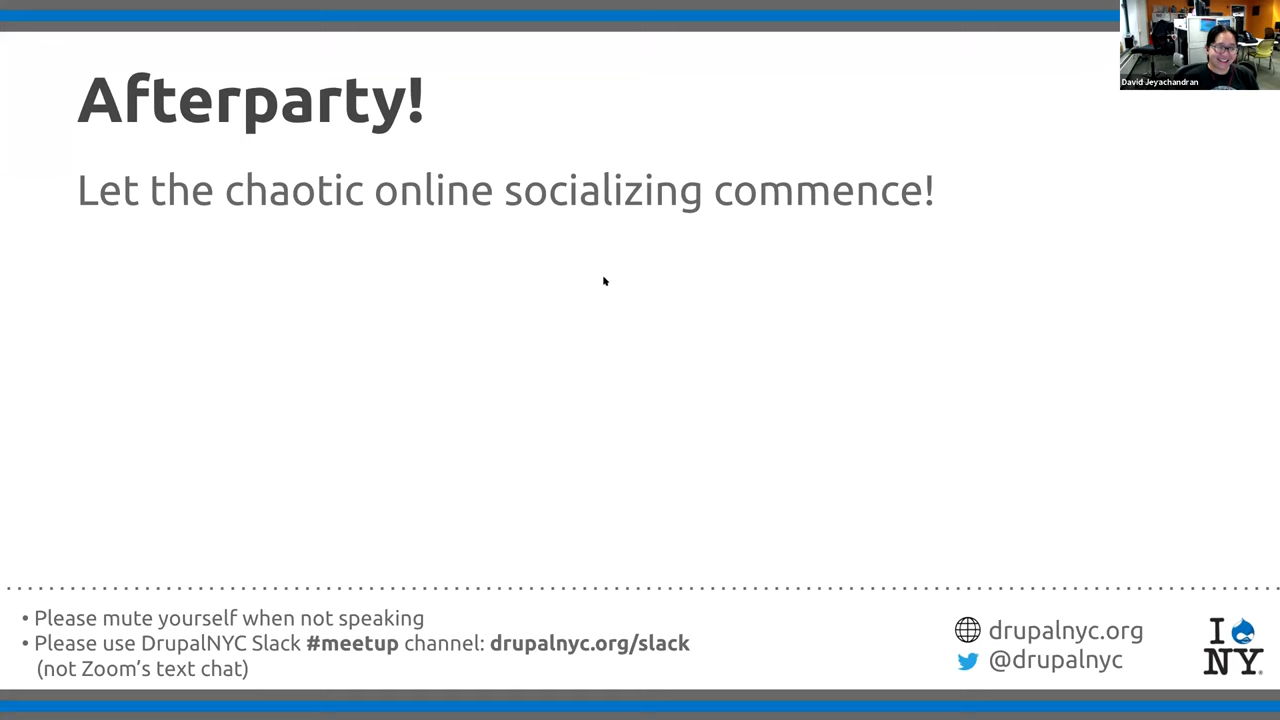 Afterparty!
David Jeyachandran
Let the chaotic online socializing commence!
• Please mute yourself when not speaking
• Please use DrupalNYC Slack #meetup channel: drupalnyc.org/slack
(not Zoom's text chat)
drupalnyc.org
@drupalnyc
I
NY.